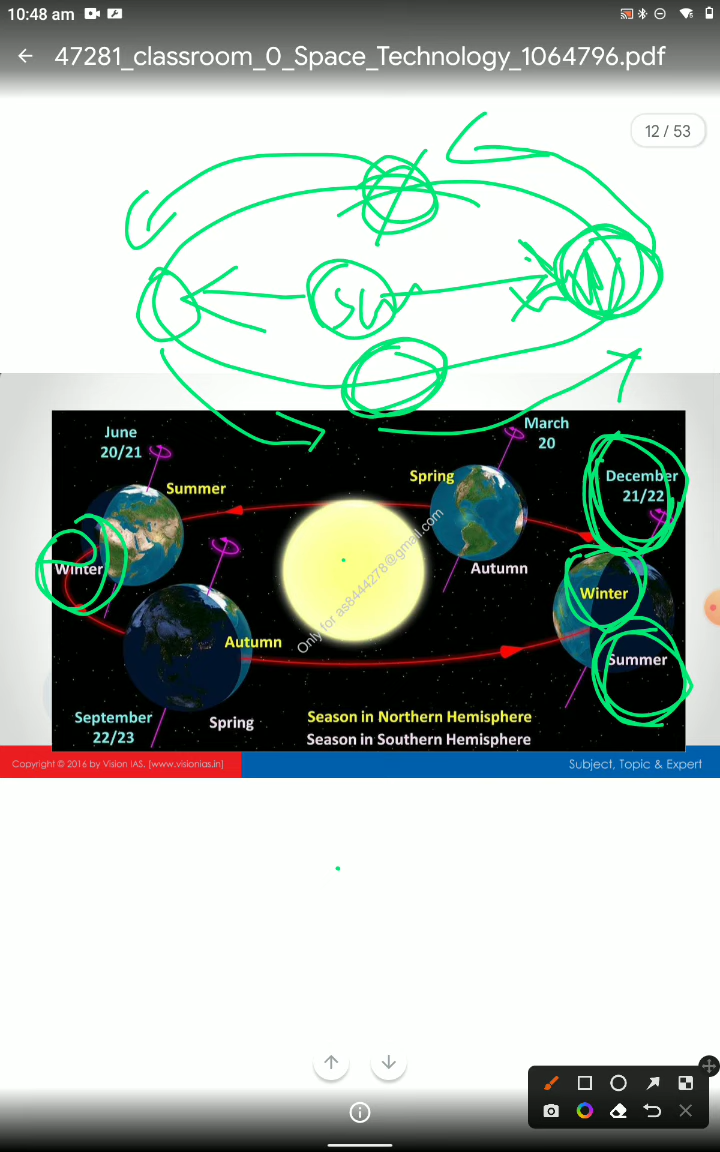 10:48 am
47281_classroom_0_Space_Technology_1064796.pdf
12 / 53
SUN
June
20/21
Summer
March
20
Spring
December
21/22
Winter
Autumn
Winter
Autumn
Summer
September
22/23
Spring
Season in Northern Hemisphere
Season in Southern Hemisphere
Only for as8444278@gmail.com
Copyright © 2016 by Vision IAS. [www.visionias.in]
Subject, Topic & Expert